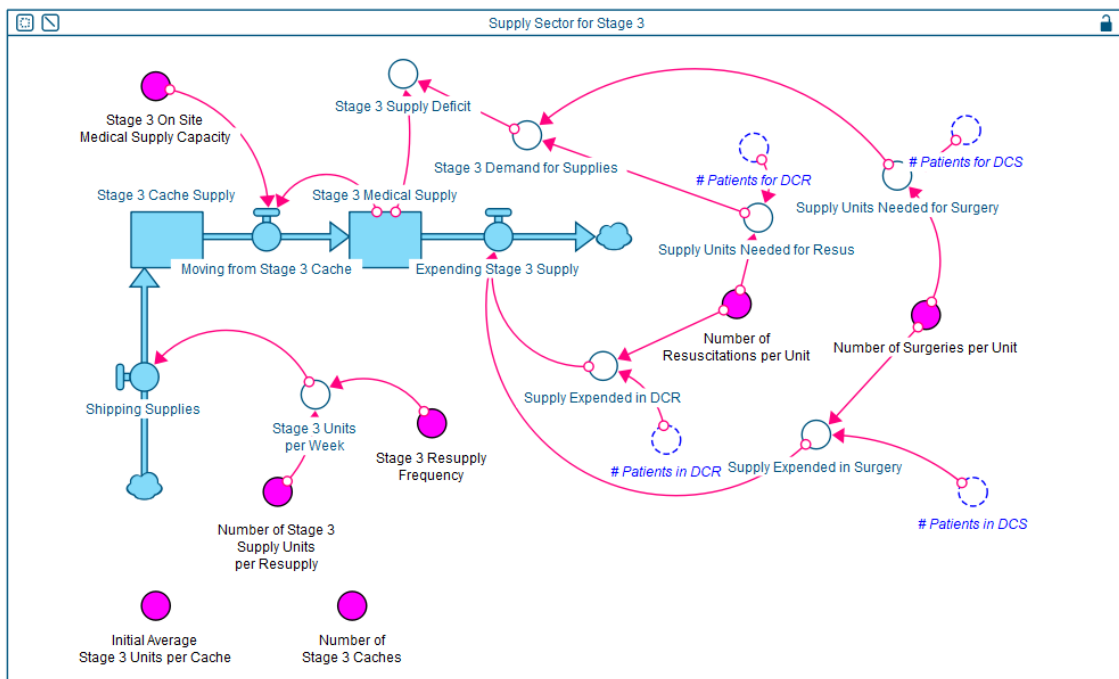 Supply Sector for Stage 3
Stage 3 Supply Deficit
Stage 3 On Site
Medical Supply Capacity
Stage 3 Demand for Supplies
# Patients for DCR
# Patients for DCS
Stage 3 Cache Supply
Stage 3 Medical Supply
Supply Units Needed for Surgery
Supply Units Needed for Resus
Moving from Stage 3 Cache
Expending Stage 3 Supply
Number of
Resuscitations per Unit
Number of Surgeries per Unit
Shipping Supplies
Supply Expended in DCR
Stage 3 Units
per Week
Stage 3 Resupply
Frequency
# Patients in DCR
Supply Expended in Surgery
# Patients in DCS
Number of Stage 3
Supply Units
per Resupply
Initial Average
Stage 3 Units per Cache
Number of
Stage 3 Caches